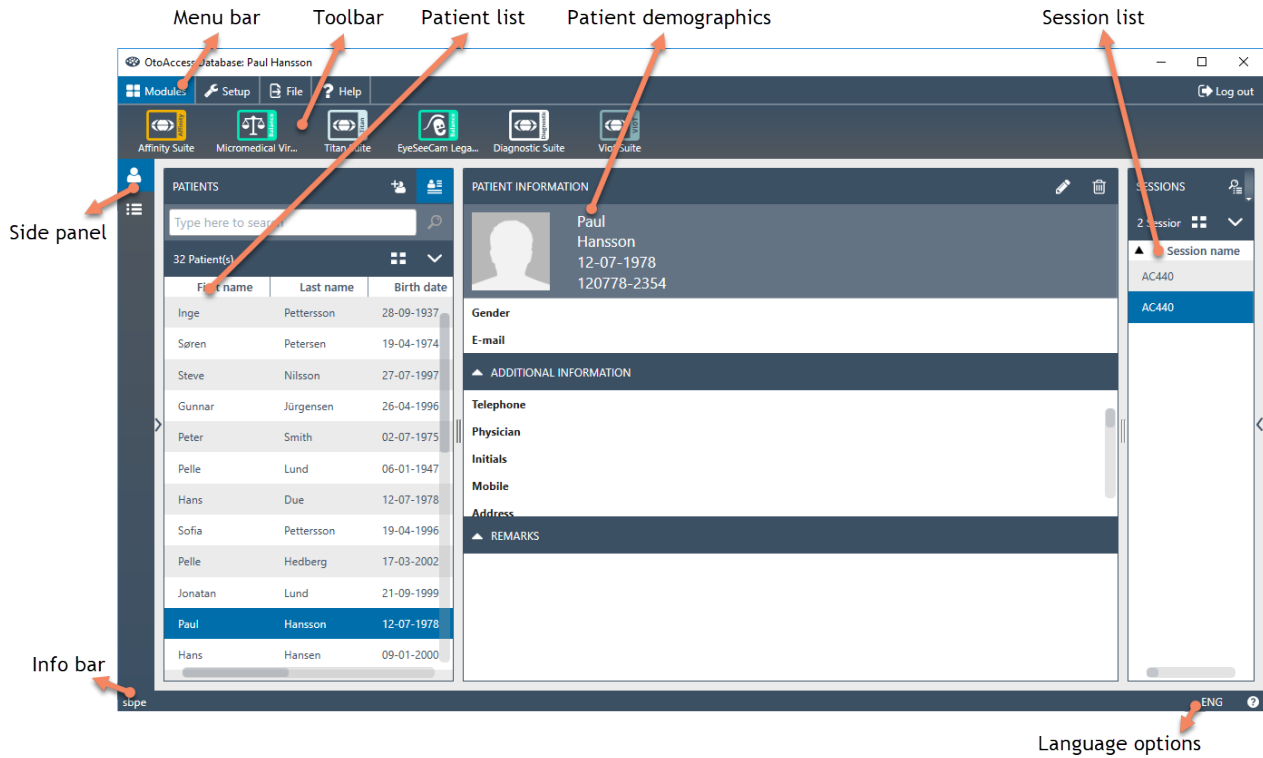 Menu bar
Toolbar
Patient list
Patient demographics
Session list
OtoAccess Database: Paul Hansson
Modules
Setup
File
? Help
Log out
Affinity
Balance
Titan
Balance
Diagnostic
VIOT
Affinity Suite
Micromedical Vir...
Titan Suite
EyeSeeCam Lega...
Diagnostic Suite
Viot Suite
Side panel
PATIENTS
Type here to search
32 Patient(s)
First name Last name Birth date
Inge Pettersson 28-09-1937
Søren Petersen 19-04-1974
Steve Nilsson 27-07-1997
Gunnar Jürgensen 26-04-1996
Peter Smith 02-07-1975
Pelle Lund 06-01-1947
Hans Due 12-07-1978
Sofia Pettersson 19-04-1996
Pelle Hedberg 17-03-2002
Jonatan Lund 21-09-1999
Paul Hansson 12-07-1978
Hans Hansen 09-01-2000
PATIENT INFORMATION
Paul
Hansson
12-07-1978
120778-2354
Gender
E-mail
ADDITIONAL INFORMATION
Telephone
Physician
Initials
Mobile
Address
REMARKS
SESSIONS
2 Session
Session name
AC440
AC440
Info bar
sbpe
ENG
?
Language options